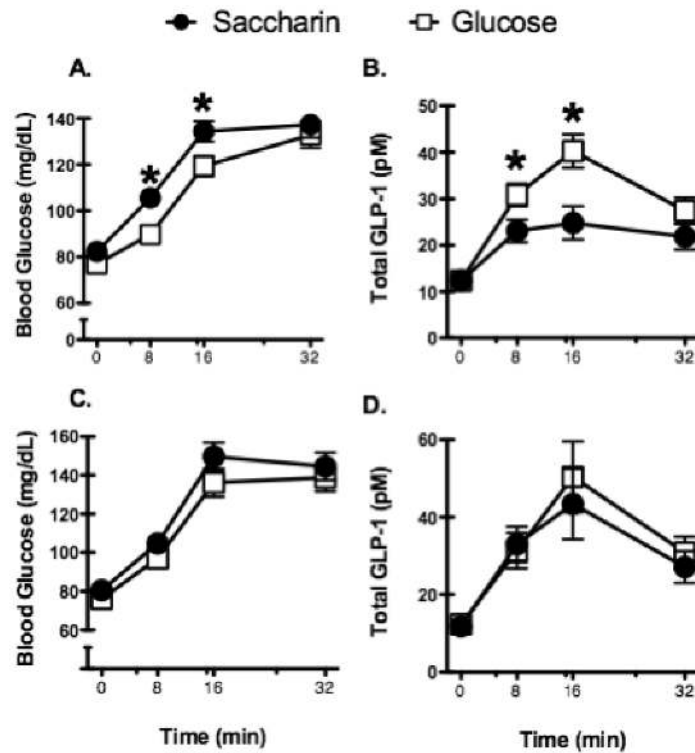 Saccharin Glucose
A. B.
* *
* *
Blood Glucose (mg/dL)
140
120
100
80
60
0
0 8 16 32
Total GLP-1 (pM)
50
40
30
20
10
0
0 8 16 32
C. D.
Blood Glucose (mg/dL)
160
140
120
100
80
60
0 8 16 32
Time (min)
Total GLP-1 (pM)
60
40
20
0
0 8 16 32
Time (min)